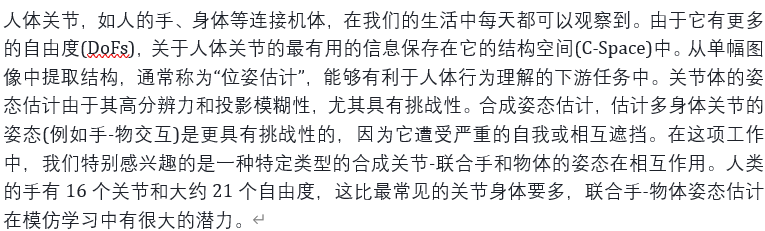 人体关节，如人的手、身体等连接机体，在我们的生活中每天都可以观察到。由于它有更多
的自由度(DoFs)，关于人体关节的最有用的信息保存在它的结构空间(C-Space)中。从单幅图
像中提取结构，通常称为“位姿估计”，能够有利于人体行为理解的下游任务中。关节体的姿
态估计由于其高分辨力和投影模糊性，尤其具有挑战性。合成姿态估计，估计多身体关节的
姿态(例如手-物交互)是更具有挑战性的，因为它遭受严重的自我或相互遮挡。在这项工作
中，我们特别感兴趣的是一种特定类型的合成关节-联合手和物体的姿态在相互作用。人类
的手有 16 个关节和大约 21 个自由度，这比最常见的关节身体要多，联合手-物体姿态估计
在模仿学习中有很大的潜力。